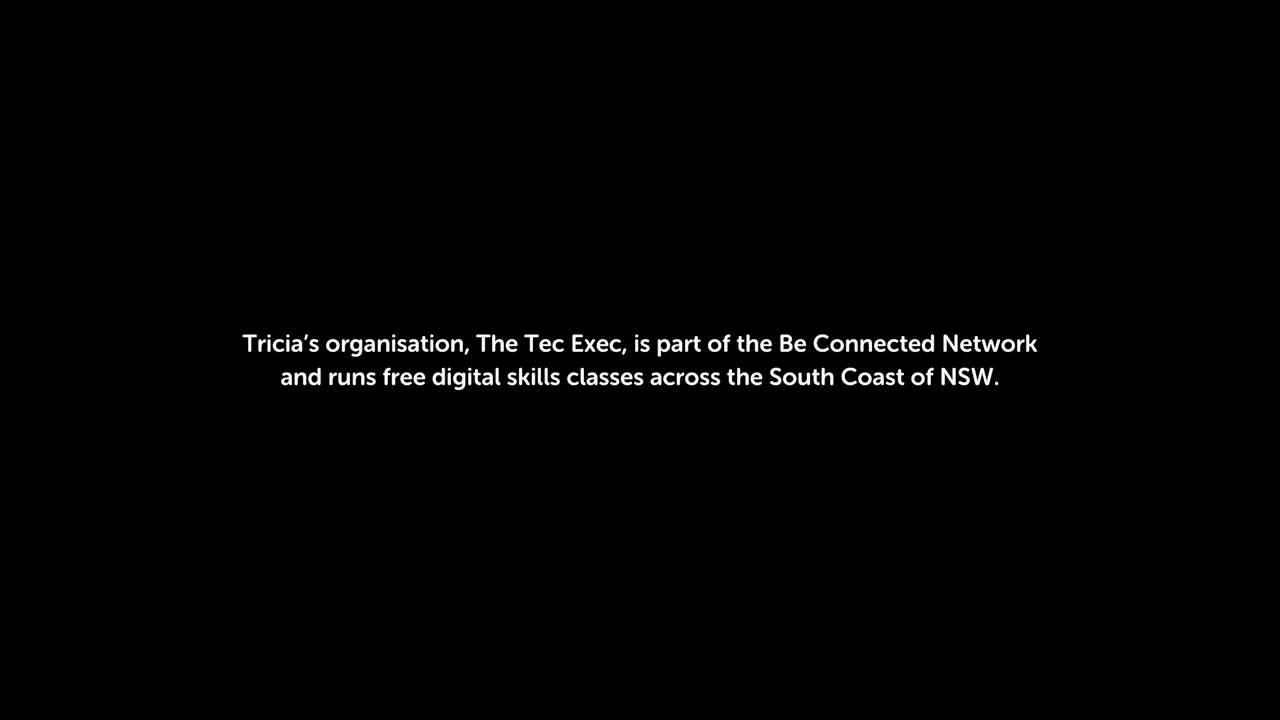 Tricia’s organisation, The Tec Exec, is part of the Be Connected Network
and runs free digital skills classes across the South Coast of NSW.